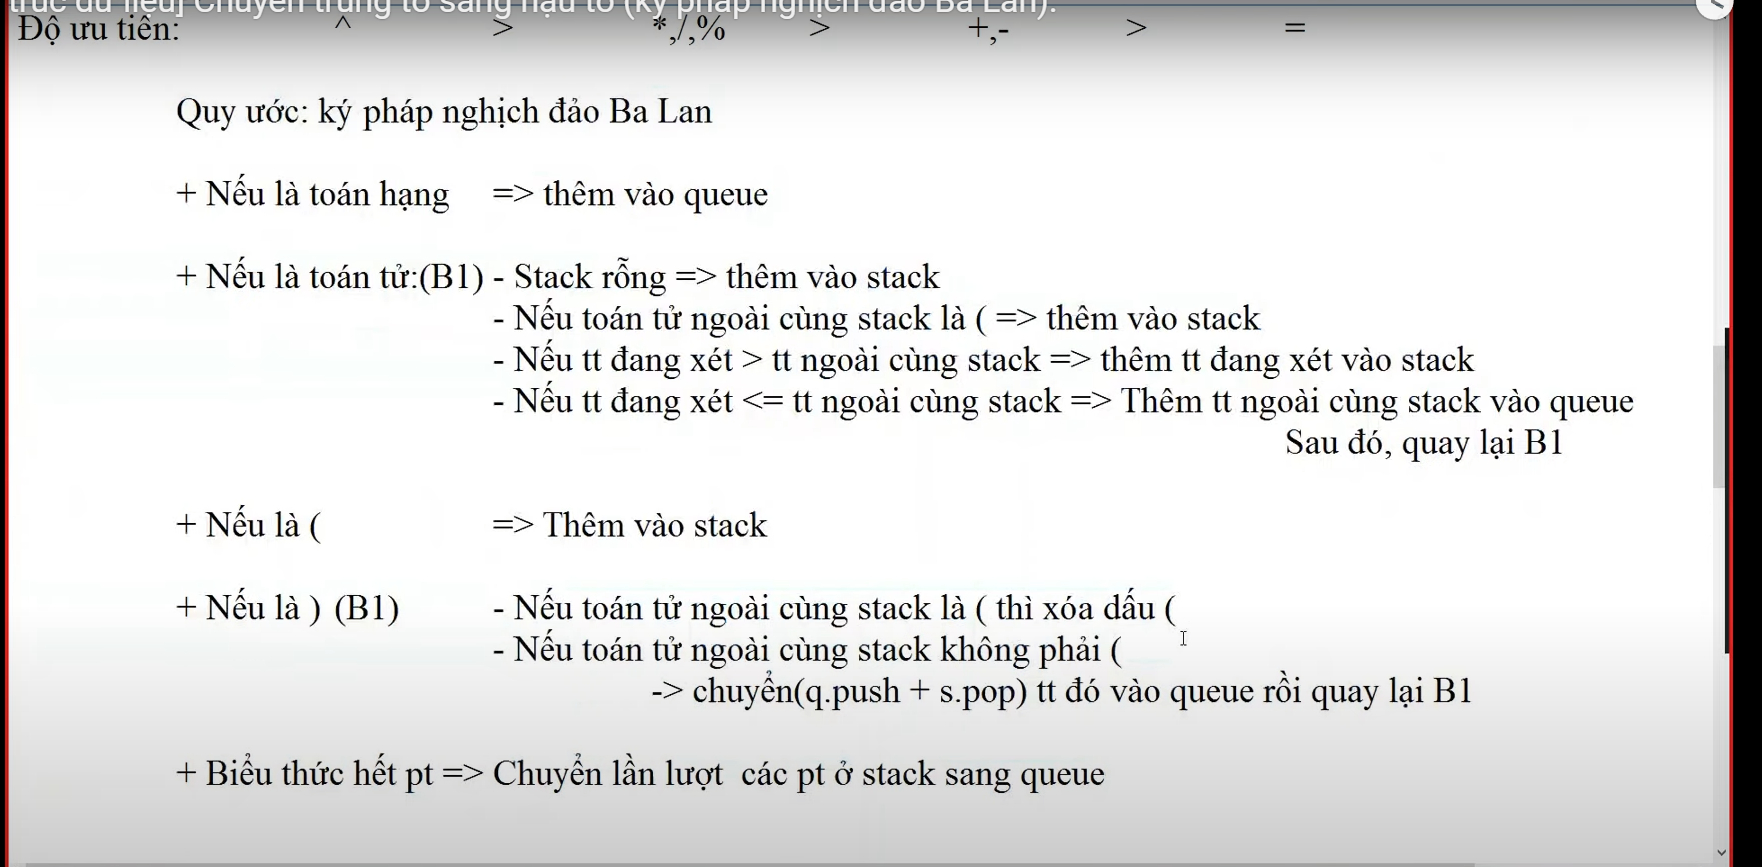 trúc dữ liệu] Chuyển trung tố sang hậu tố (ký pháp nghịch đảo Ba Lan).
Độ ưu tiên: ^ > *,/,% > +,- > =
Quy ước: ký pháp nghịch đảo Ba Lan
+ Nếu là toán hạng => thêm vào queue
+ Nếu là toán tử:(B1) - Stack rỗng => thêm vào stack
- Nếu toán tử ngoài cùng stack là ( => thêm vào stack
- Nếu tt đang xét > tt ngoài cùng stack => thêm tt đang xét vào stack
- Nếu tt đang xét <= tt ngoài cùng stack => Thêm tt ngoài cùng stack vào queue
Sau đó, quay lại B1
+ Nếu là ( => Thêm vào stack
+ Nếu là ) (B1) - Nếu toán tử ngoài cùng stack là ( thì xóa dấu (
- Nếu toán tử ngoài cùng stack không phải (
-> chuyển(q.push + s.pop) tt đó vào queue rồi quay lại B1
+ Biểu thức hết pt => Chuyển lần lượt các pt ở stack sang queue